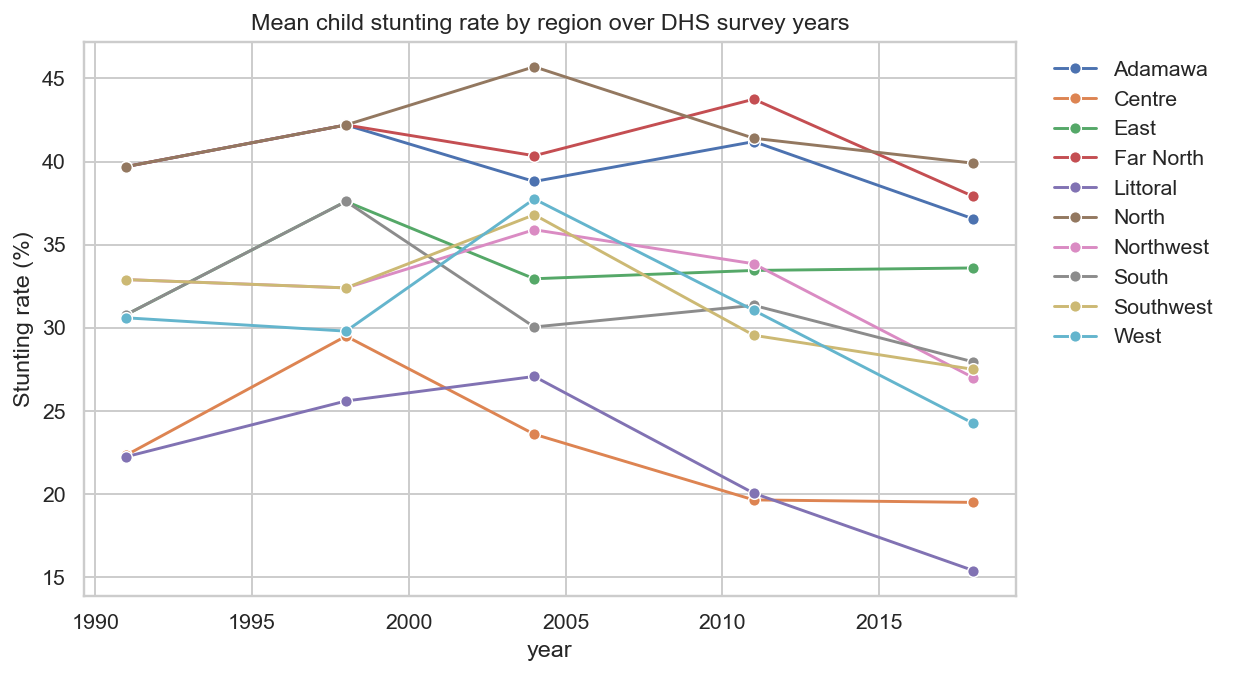 Mean child stunting rate by region over DHS survey years
Stunting rate (%)
45
40
35
30
25
20
15
1990
1995
2000
2005
2010
2015
year
Adamawa
Centre
East
Far North
Littoral
North
Northwest
South
Southwest
West